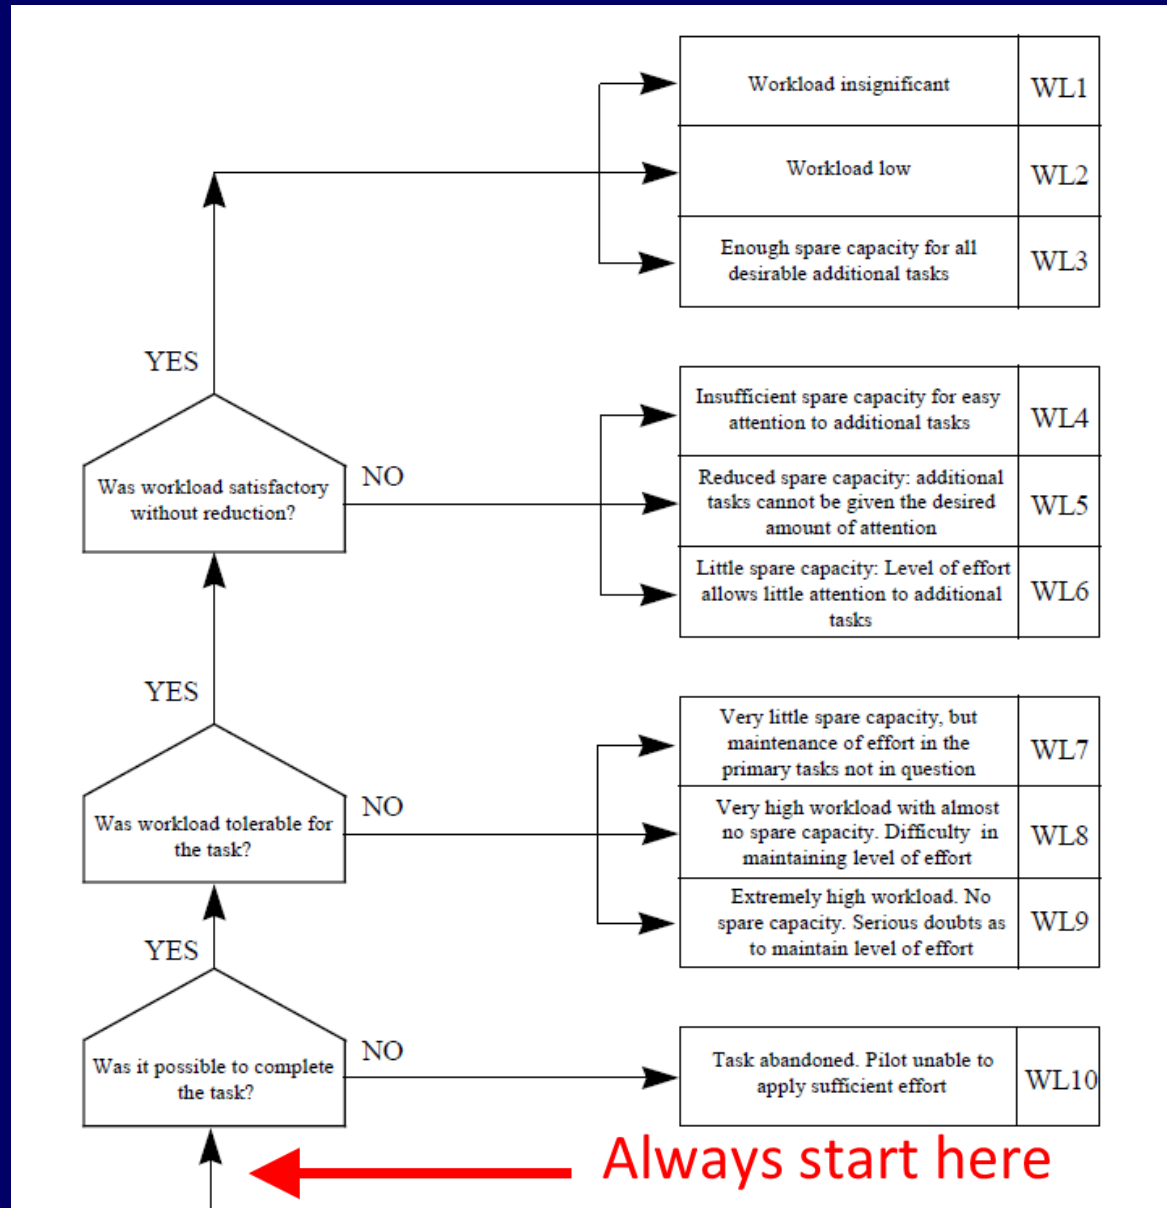 Workload insignificant
WL1
Workload low
WL2
Enough spare capacity for all
desirable additional tasks
WL3
YES
Insufficient spare capacity for easy
attention to additional tasks
WL4
Was workload satisfactory
without reduction?
NO
Reduced spare capacity: additional
tasks cannot be given the desired
amount of attention
WL5
Little spare capacity: Level of effort
allows little attention to additional
tasks
WL6
YES
Very little spare capacity, but
maintenance of effort in the
primary tasks not in question
WL7
Was workload tolerable for
the task?
NO
Very high workload with almost
no spare capacity. Difficulty in
maintaining level of effort
WL8
Extremely high workload. No
spare capacity. Serious doubts as
to maintain level of effort
WL9
YES
Was it possible to complete
the task?
NO
Task abandoned. Pilot unable to
apply sufficient effort
WL10
Always start here